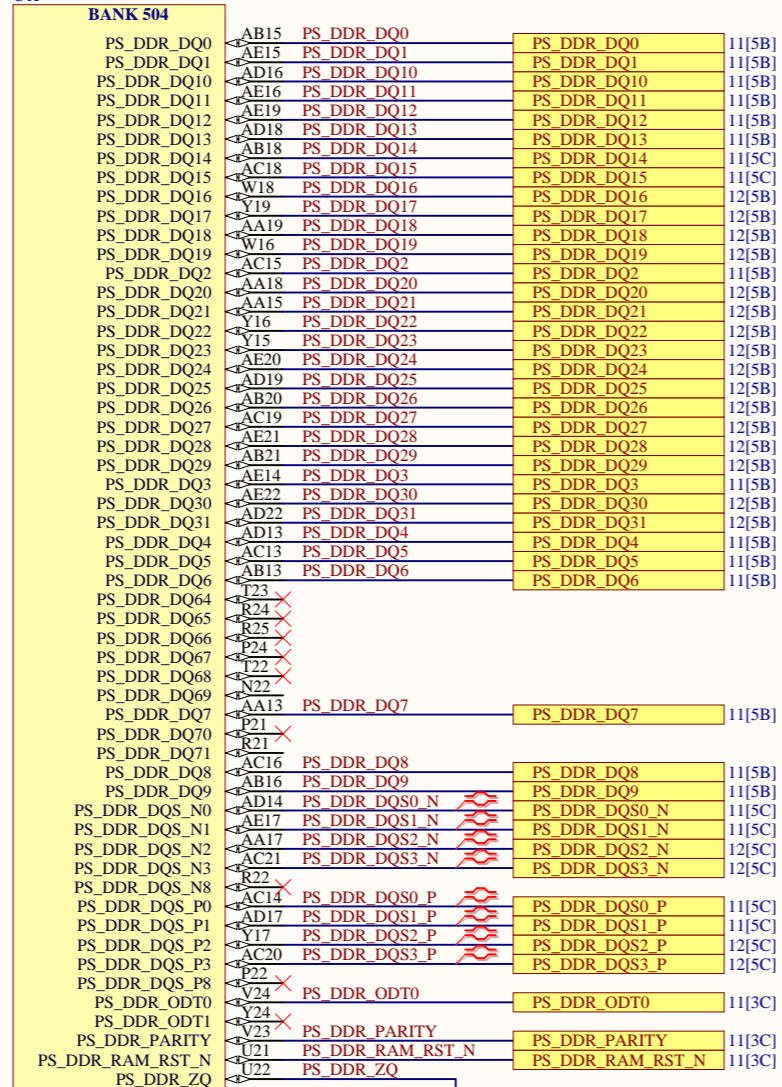 BANK 504
PS_DDR_DQ0 AB15 PS_DDR_DQ0 PS_DDR_DQ0 11[5B]
PS_DDR_DQ1 AE15 PS_DDR_DQ1 PS_DDR_DQ1 11[5B]
PS_DDR_DQ10 AD16 PS_DDR_DQ10 PS_DDR_DQ10 11[5B]
PS_DDR_DQ11 AE16 PS_DDR_DQ11 PS_DDR_DQ11 11[5B]
PS_DDR_DQ12 AE19 PS_DDR_DQ12 PS_DDR_DQ12 11[5B]
PS_DDR_DQ13 AD18 PS_DDR_DQ13 PS_DDR_DQ13 11[5B]
PS_DDR_DQ14 AB18 PS_DDR_DQ14 PS_DDR_DQ14 11[5C]
PS_DDR_DQ15 AC18 PS_DDR_DQ15 PS_DDR_DQ15 11[5C]
PS_DDR_DQ16 W18 PS_DDR_DQ16 PS_DDR_DQ16 12[5B]
PS_DDR_DQ17 Y19 PS_DDR_DQ17 PS_DDR_DQ17 12[5B]
PS_DDR_DQ18 AA19 PS_DDR_DQ18 PS_DDR_DQ18 12[5B]
PS_DDR_DQ19 W16 PS_DDR_DQ19 PS_DDR_DQ19 12[5B]
PS_DDR_DQ2 AC15 PS_DDR_DQ2 PS_DDR_DQ2 11[5B]
PS_DDR_DQ20 AA18 PS_DDR_DQ20 PS_DDR_DQ20 12[5B]
PS_DDR_DQ21 AA15 PS_DDR_DQ21 PS_DDR_DQ21 12[5B]
PS_DDR_DQ22 Y16 PS_DDR_DQ22 PS_DDR_DQ22 12[5B]
PS_DDR_DQ23 Y15 PS_DDR_DQ23 PS_DDR_DQ23 12[5B]
PS_DDR_DQ24 AE20 PS_DDR_DQ24 PS_DDR_DQ24 12[5B]
PS_DDR_DQ25 AD19 PS_DDR_DQ25 PS_DDR_DQ25 12[5B]
PS_DDR_DQ26 AB20 PS_DDR_DQ26 PS_DDR_DQ26 12[5B]
PS_DDR_DQ27 AC19 PS_DDR_DQ27 PS_DDR_DQ27 12[5B]
PS_DDR_DQ28 AE21 PS_DDR_DQ28 PS_DDR_DQ28 12[5B]
PS_DDR_DQ29 AB21 PS_DDR_DQ29 PS_DDR_DQ29 12[5B]
PS_DDR_DQ3 AE14 PS_DDR_DQ3 PS_DDR_DQ3 11[5B]
PS_DDR_DQ30 AE22 PS_DDR_DQ30 PS_DDR_DQ30 12[5B]
PS_DDR_DQ31 AD22 PS_DDR_DQ31 PS_DDR_DQ31 12[5B]
PS_DDR_DQ4 AD13 PS_DDR_DQ4 PS_DDR_DQ4 11[5B]
PS_DDR_DQ5 AC13 PS_DDR_DQ5 PS_DDR_DQ5 11[5B]
PS_DDR_DQ6 AB13 PS_DDR_DQ6 PS_DDR_DQ6 11[5B]
PS_DDR_DQ64 T23
PS_DDR_DQ65 R24
PS_DDR_DQ66 R25
PS_DDR_DQ67 P24
PS_DDR_DQ68 T22
PS_DDR_DQ69 N22
PS_DDR_DQ7 AA13 PS_DDR_DQ7 PS_DDR_DQ7 11[5B]
PS_DDR_DQ70 P21
PS_DDR_DQ71 R21
PS_DDR_DQ8 AC16 PS_DDR_DQ8 PS_DDR_DQ8 11[5B]
PS_DDR_DQ9 AB16 PS_DDR_DQ9 PS_DDR_DQ9 11[5B]
PS_DDR_DQS_N0 AD14 PS_DDR_DQS0_N PS_DDR_DQS0_N 11[5C]
PS_DDR_DQS_N1 AE17 PS_DDR_DQS1_N PS_DDR_DQS1_N 11[5C]
PS_DDR_DQS_N2 AA17 PS_DDR_DQS2_N PS_DDR_DQS2_N 12[5C]
PS_DDR_DQS_N3 AC21 PS_DDR_DQS3_N PS_DDR_DQS3_N 12[5C]
PS_DDR_DQS_N8 R22
PS_DDR_DQS_P0 AC14 PS_DDR_DQS0_P PS_DDR_DQS0_P 11[5C]
PS_DDR_DQS_P1 AD17 PS_DDR_DQS1_P PS_DDR_DQS1_P 11[5C]
PS_DDR_DQS_P2 Y17 PS_DDR_DQS2_P PS_DDR_DQS2_P 12[5C]
PS_DDR_DQS_P3 AC20 PS_DDR_DQS3_P PS_DDR_DQS3_P 12[5C]
PS_DDR_DQS_P8 P22
PS_DDR_ODT0 V24 PS_DDR_ODT0 PS_DDR_ODT0 11[3C]
PS_DDR_ODT1 Y24
PS_DDR_PARITY V23 PS_DDR_PARITY PS_DDR_PARITY 11[3C]
PS_DDR_RAM_RST_N U21 PS_DDR_RAM_RST_N PS_DDR_RAM_RST_N 11[3C]
PS_DDR_ZQ U22 PS_DDR_ZQ